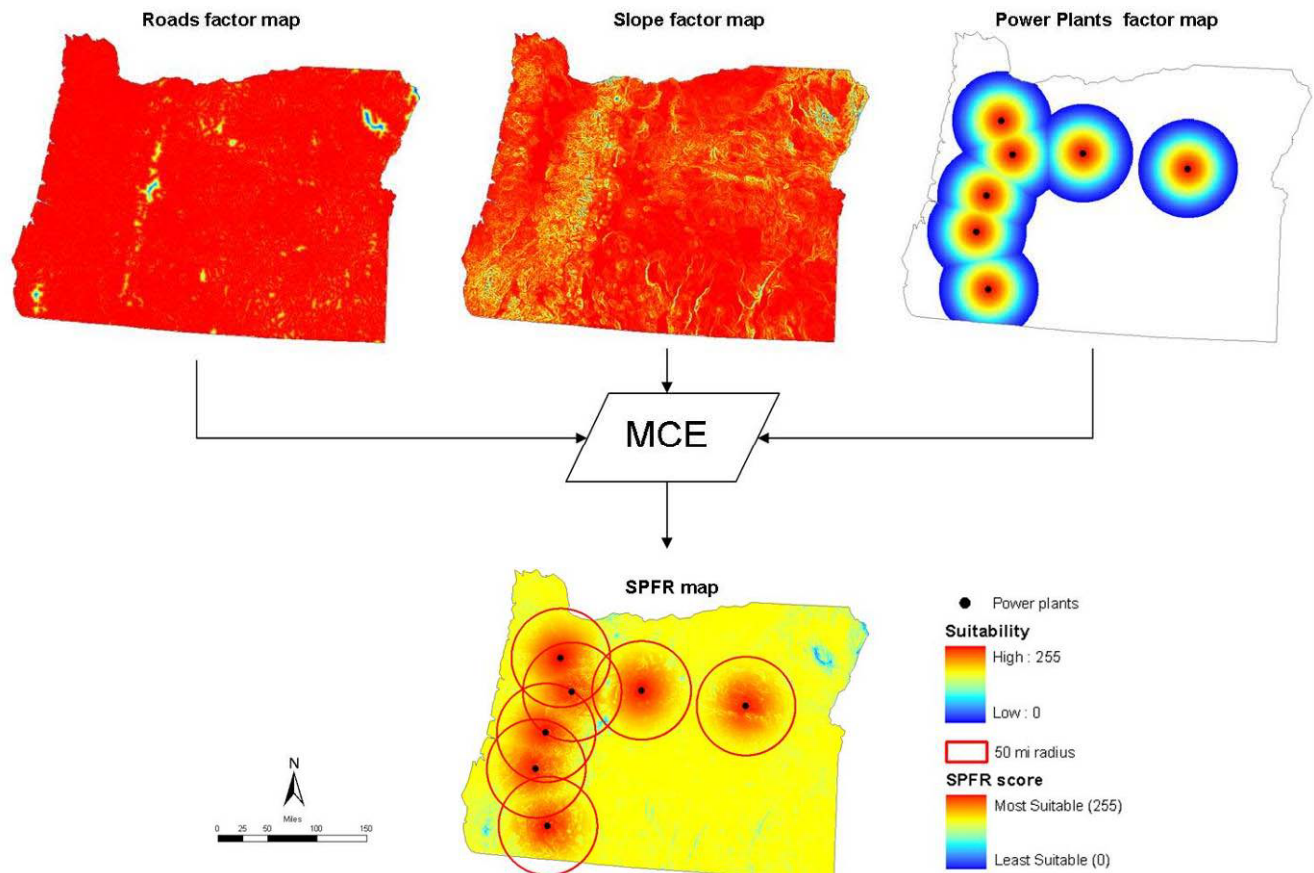 Roads factor map
Slope factor map
Power Plants factor map
MCE
SPFR map
Power plants
Suitability
High : 255
Low : 0
50 mi radius
SPFR score
Most Suitable (255)
Least Suitable (0)
N
Miles
0 25 50 100 150